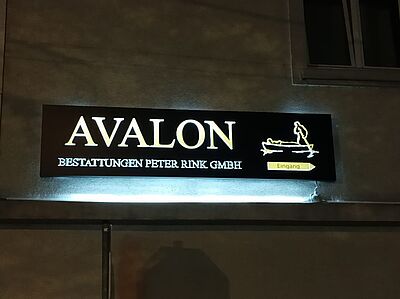 AVALON
BESTATTUNGEN PETER RINK GMBH
Eingang